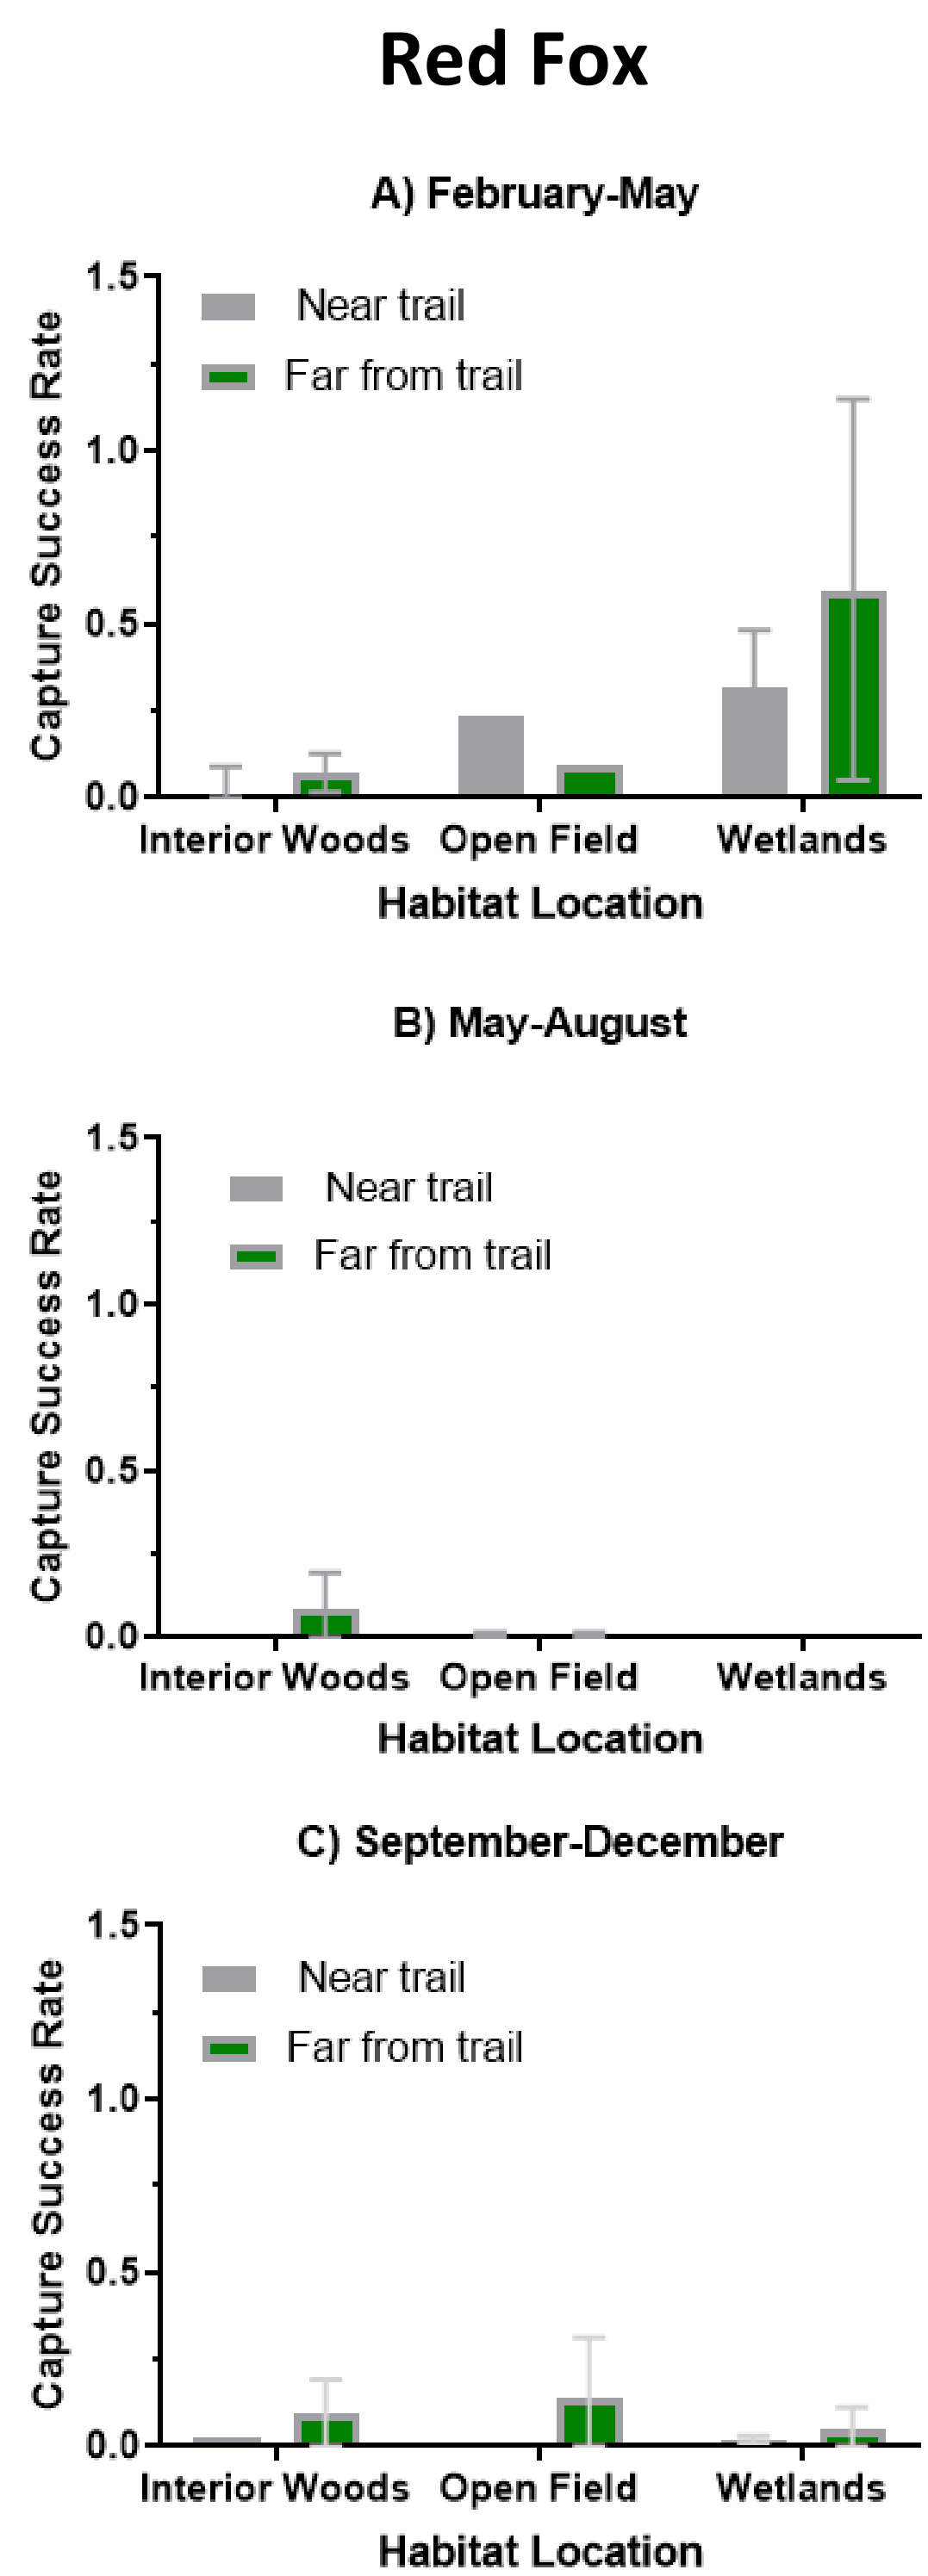 Red Fox
A) February-May
1.5
1.0
0.5
0.0
Capture Success Rate
Near trail
Far from trail
Interior Woods
Open Field
Wetlands
Habitat Location
B) May-August
1.5
1.0
0.5
0.0
Capture Success Rate
Near trail
Far from trail
Interior Woods
Open Field
Wetlands
Habitat Location
C) September-December
1.5
1.0
0.5
0.0
Capture Success Rate
Near trail
Far from trail
Interior Woods
Open Field
Wetlands
Habitat Location